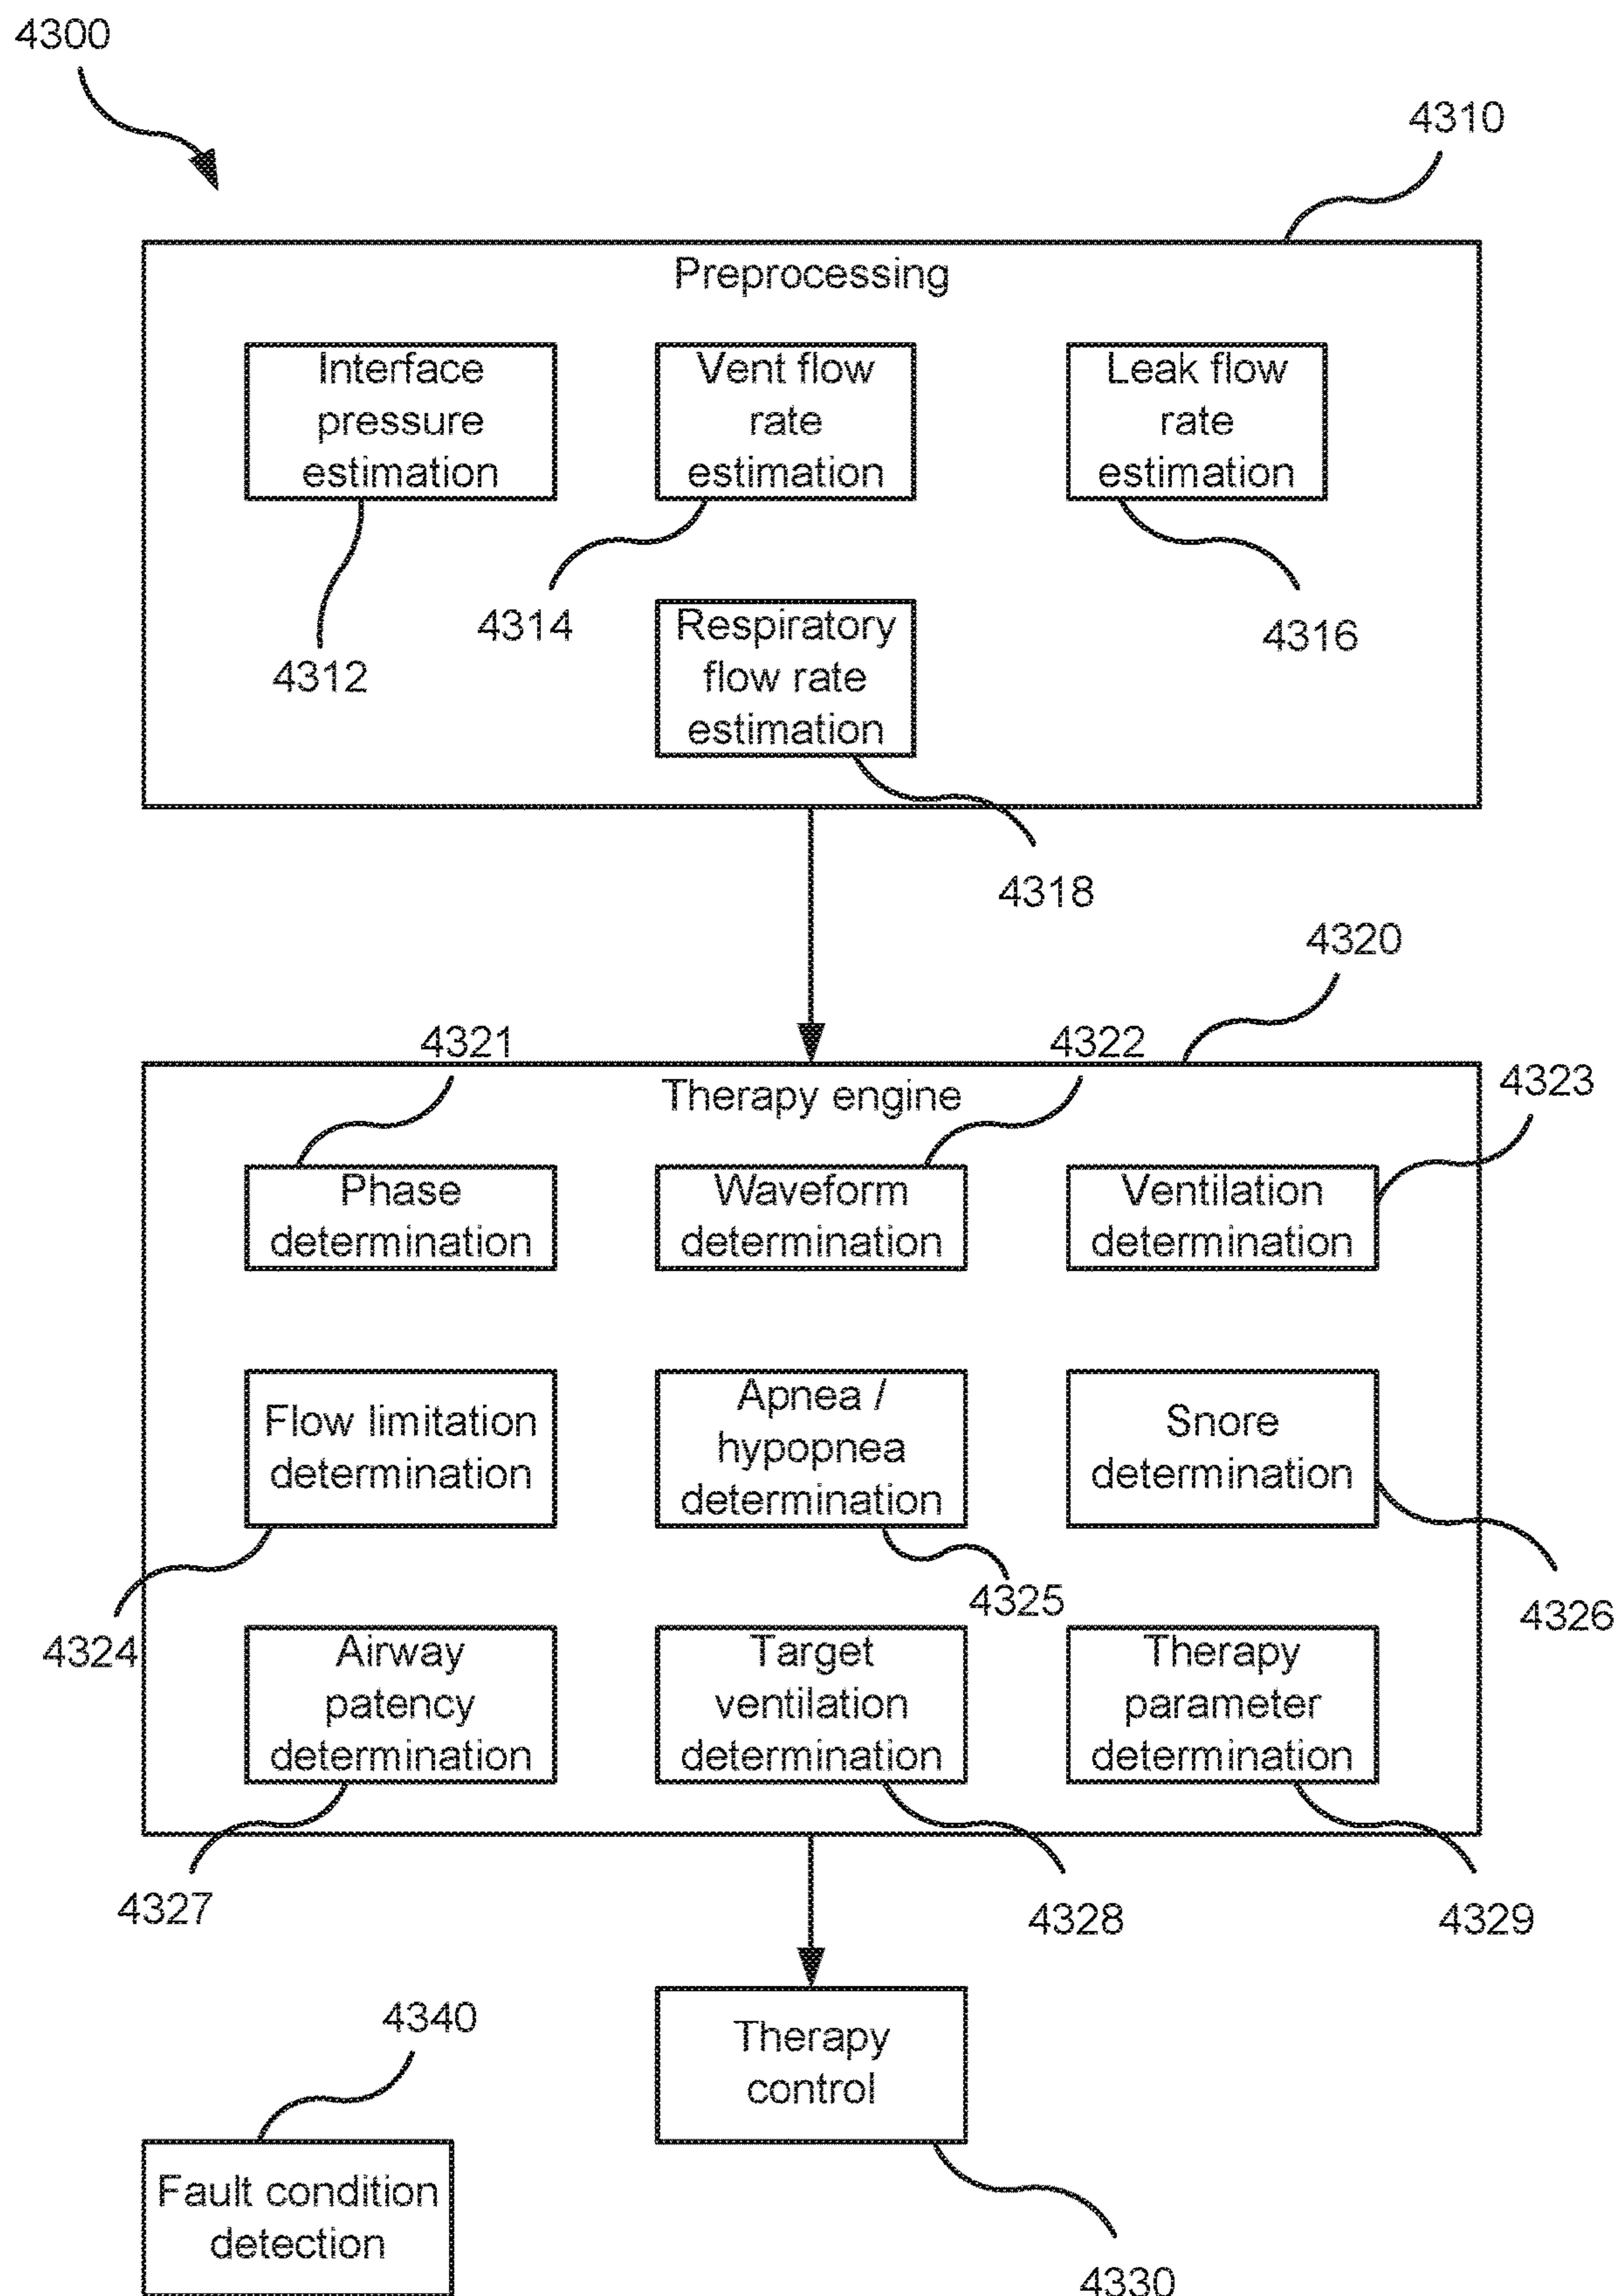 4300
4310
Preprocessing
Interface
pressure
estimation
Vent flow
rate
estimation
Leak flow
rate
estimation
4312
4314
4316
Respiratory
flow rate
estimation
4318
4320
4321
4322
4323
Therapy engine
Phase
determination
Waveform
determination
Ventilation
determination
Flow limitation
determination
Apnea /
hypopnea
determination
Snore
determination
4324
4325
4326
Airway
patency
determination
Target
ventilation
determination
Therapy
parameter
determination
4327
4328
4329
4340
Therapy
control
Fault condition
detection
4330